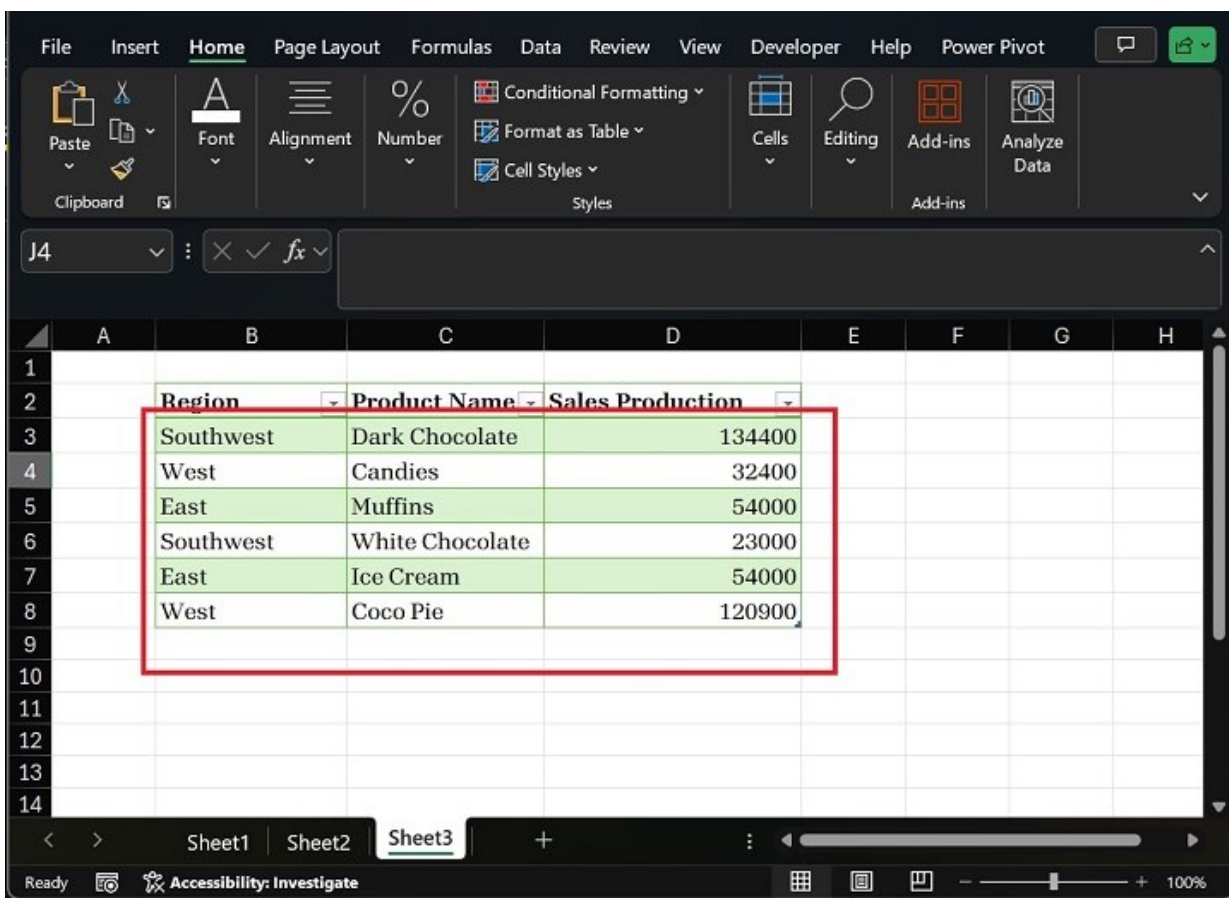 File Insert Home Page Layout Formulas Data Review View Developer Help Power Pivot
Paste
Clipboard
Font
Alignment
%
Number
Conditional Formatting
Format as Table
Cell Styles
Styles
Cells
Editing
Add-ins
Add-ins
Analyze
Data
J4 fx
A B C D E F G H
1
2 Region Product Name Sales Production
3 Southwest Dark Chocolate 134400
4 West Candies 32400
5 East Muffins 54000
6 Southwest White Chocolate 23000
7 East Ice Cream 54000
8 West Coco Pie 120900
9
10
11
12
13
14
Sheet1 Sheet2 Sheet3 +
Ready Accessibility: Investigate - + 100%